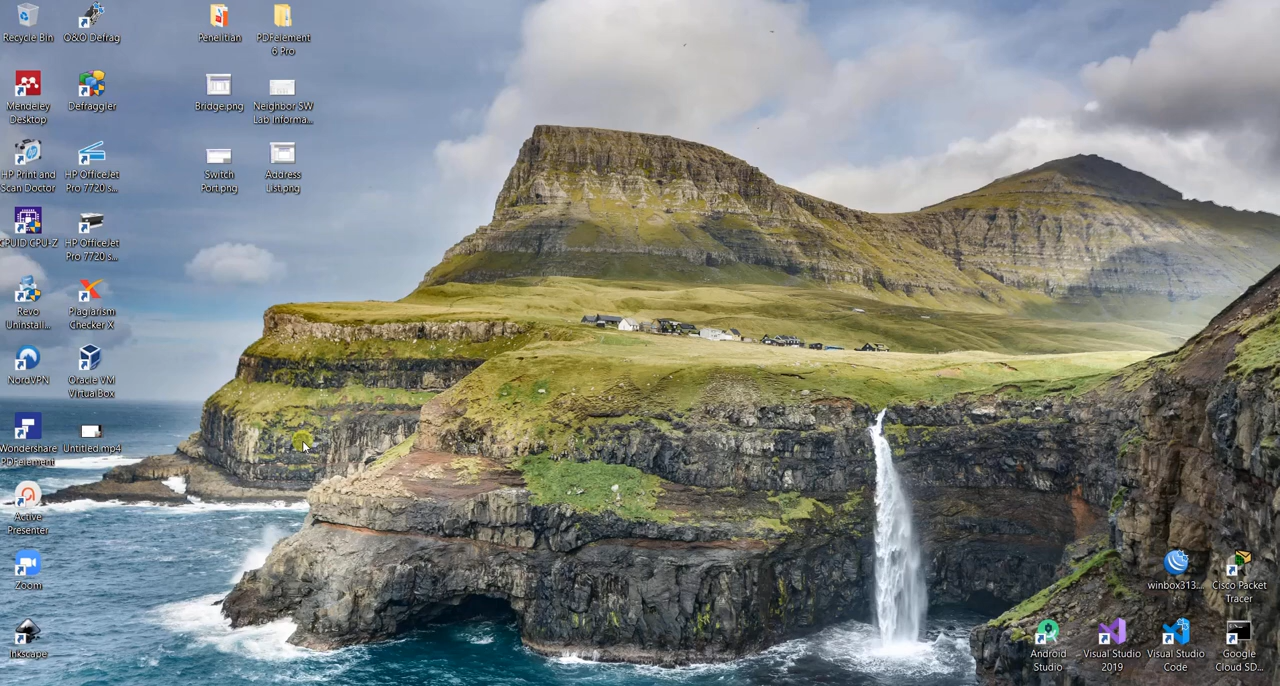 Recycle Bin
O&O Defrag
Penelitian
PDFelement
6 Pro
Mendeley
Desktop
Defraggler
Bridge.png
Neighbor SW
Lab Informa...
HP Print and
Scan Doctor
HP OfficeJet
Pro 7720 s...
Switch
Port.png
Address
List.png
CPUID CPU-Z
HP OfficeJet
Pro 7720 s...
Revo
Uninstall...
Plagiarism
Checker X
NordVPN
Oracle VM
VirtualBox
Wondershare
PDFelement
Untitled.mp4
Active
Presenter
Zoom
Inkscape
winbox313...
Cisco Packet
Tracer
Android
Studio
Visual Studio
2019
Visual Studio
Code
Google
Cloud SD...